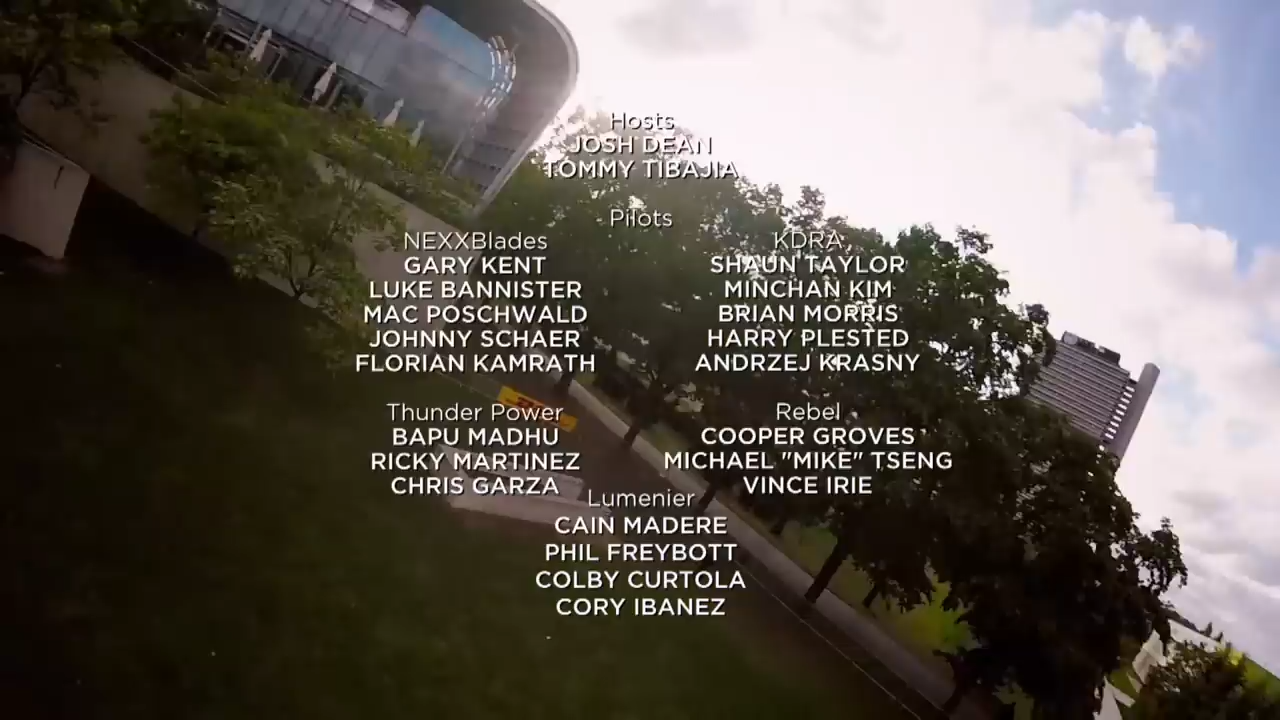 Hosts
JOSH DEAN
TOMMY TIBAJIA
Pilots
NEXXBlades
GARY KENT
LUKE BANNISTER
MAC POSCHWALD
JOHNNY SCHAER
FLORIAN KAMRATH
KDRA
SHAUN TAYLOR
MINCHAN KIM
BRIAN MORRIS
HARRY PLESTED
ANDRZEJ KRASNY
Thunder Power
BAPU MADHU
RICKY MARTINEZ
CHRIS GARZA
Rebel
COOPER GROVES
MICHAEL "MIKE" TSENG
VINCE IRIE
Lumenier
CAIN MADERE
PHIL FREYBOTT
COLBY CURTOLA
CORY IBANEZ
DHL